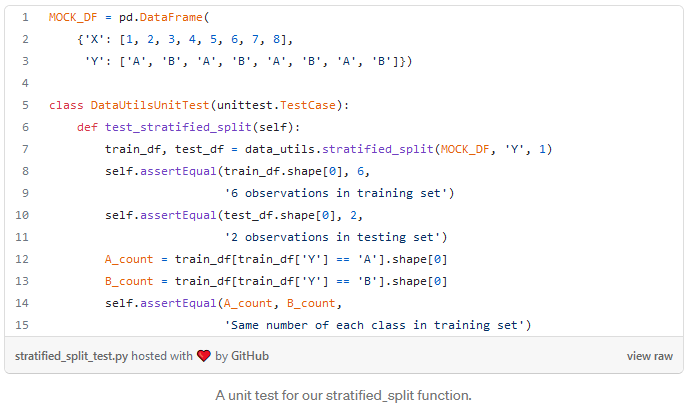 1 MOCK_DF = pd.DataFrame(
2     {'X': [1, 2, 3, 4, 5, 6, 7, 8],
3      'Y': ['A', 'B', 'A', 'B', 'A', 'B', 'A', 'B']})
4
5 class DataUtilsUnitTest(unittest.TestCase):
6     def test_stratified_split(self):
7         train_df, test_df = data_utils.stratified_split(MOCK_DF, 'Y', 1)
8         self.assertEqual(train_df.shape[0], 6,
9                          '6 observations in training set')
10         self.assertEqual(test_df.shape[0], 2,
11                          '2 observations in testing set')
12         A_count = train_df[train_df['Y'] == 'A'].shape[0]
13         B_count = train_df[train_df['Y'] == 'B'].shape[0]
14         self.assertEqual(A_count, B_count,
15                          'Same number of each class in training set')
stratified_split_test.py hosted with ❤ by GitHub view raw
A unit test for our stratified_split function.